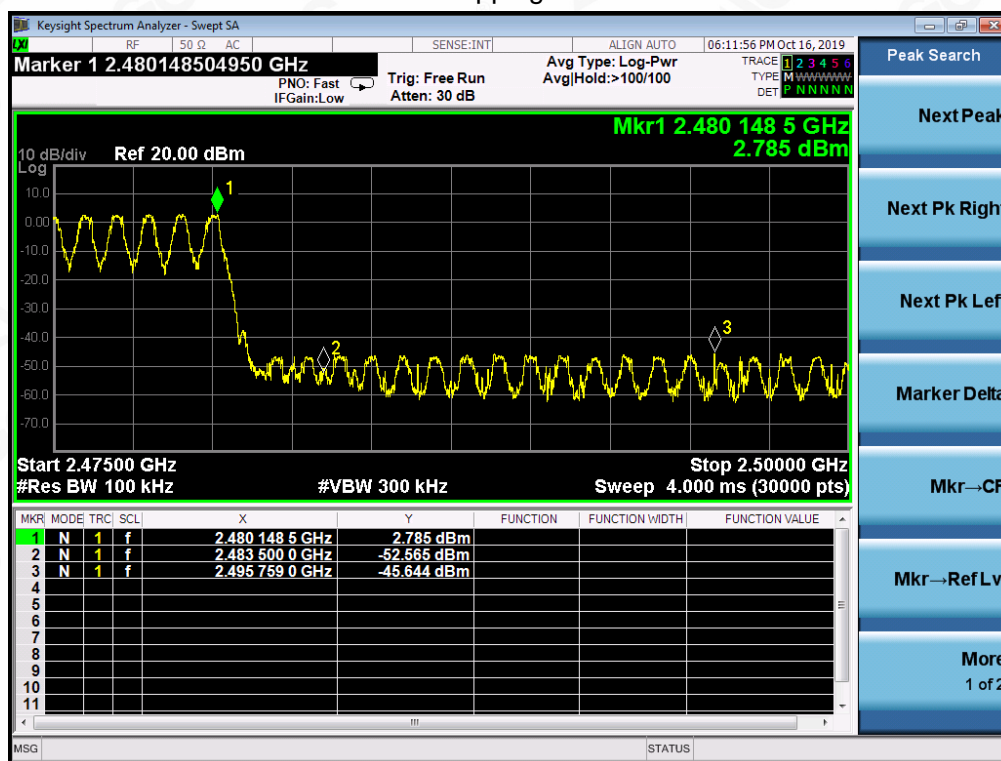 Keysight Spectrum Analyzer - Swept SA
LXI RF 50 Ω AC SENSE:INT ALIGN AUTO 06:11:56 PM Oct 16, 2019
Marker 1 2.480148504950 GHz
PNO: Fast
IFGain:Low
Trig: Free Run
Atten: 30 dB
Avg Type: Log-Pwr
Avg|Hold:>100/100
TRACE 1 2 3 4 5 6
TYPE M WWWWW
DET P N N N N N
Peak Search
Mkr1 2.480 148 5 GHz
2.785 dBm
10 dB/div Ref 20.00 dBm
Log
10.0
0.00
-10.0
-20.0
-30.0
-40.0
-50.0
-60.0
-70.0
1
2
3
Start 2.47500 GHz Stop 2.50000 GHz
#Res BW 100 kHz #VBW 300 kHz Sweep 4.000 ms (30000 pts)
MKR MODE TRC SCL X Y FUNCTION FUNCTION WIDTH FUNCTION VALUE
1 N 1 f 2.480 148 5 GHz 2.785 dBm
2 N 1 f 2.483 500 0 GHz -52.565 dBm
3 N 1 f 2.495 759 0 GHz -45.644 dBm
4
5
6
7
8
9
10
11
MSG STATUS
Next Peak
Next Pk Right
Next Pk Left
Marker Delta
Mkr→CF
Mkr→Ref Lv
More
1 of 2